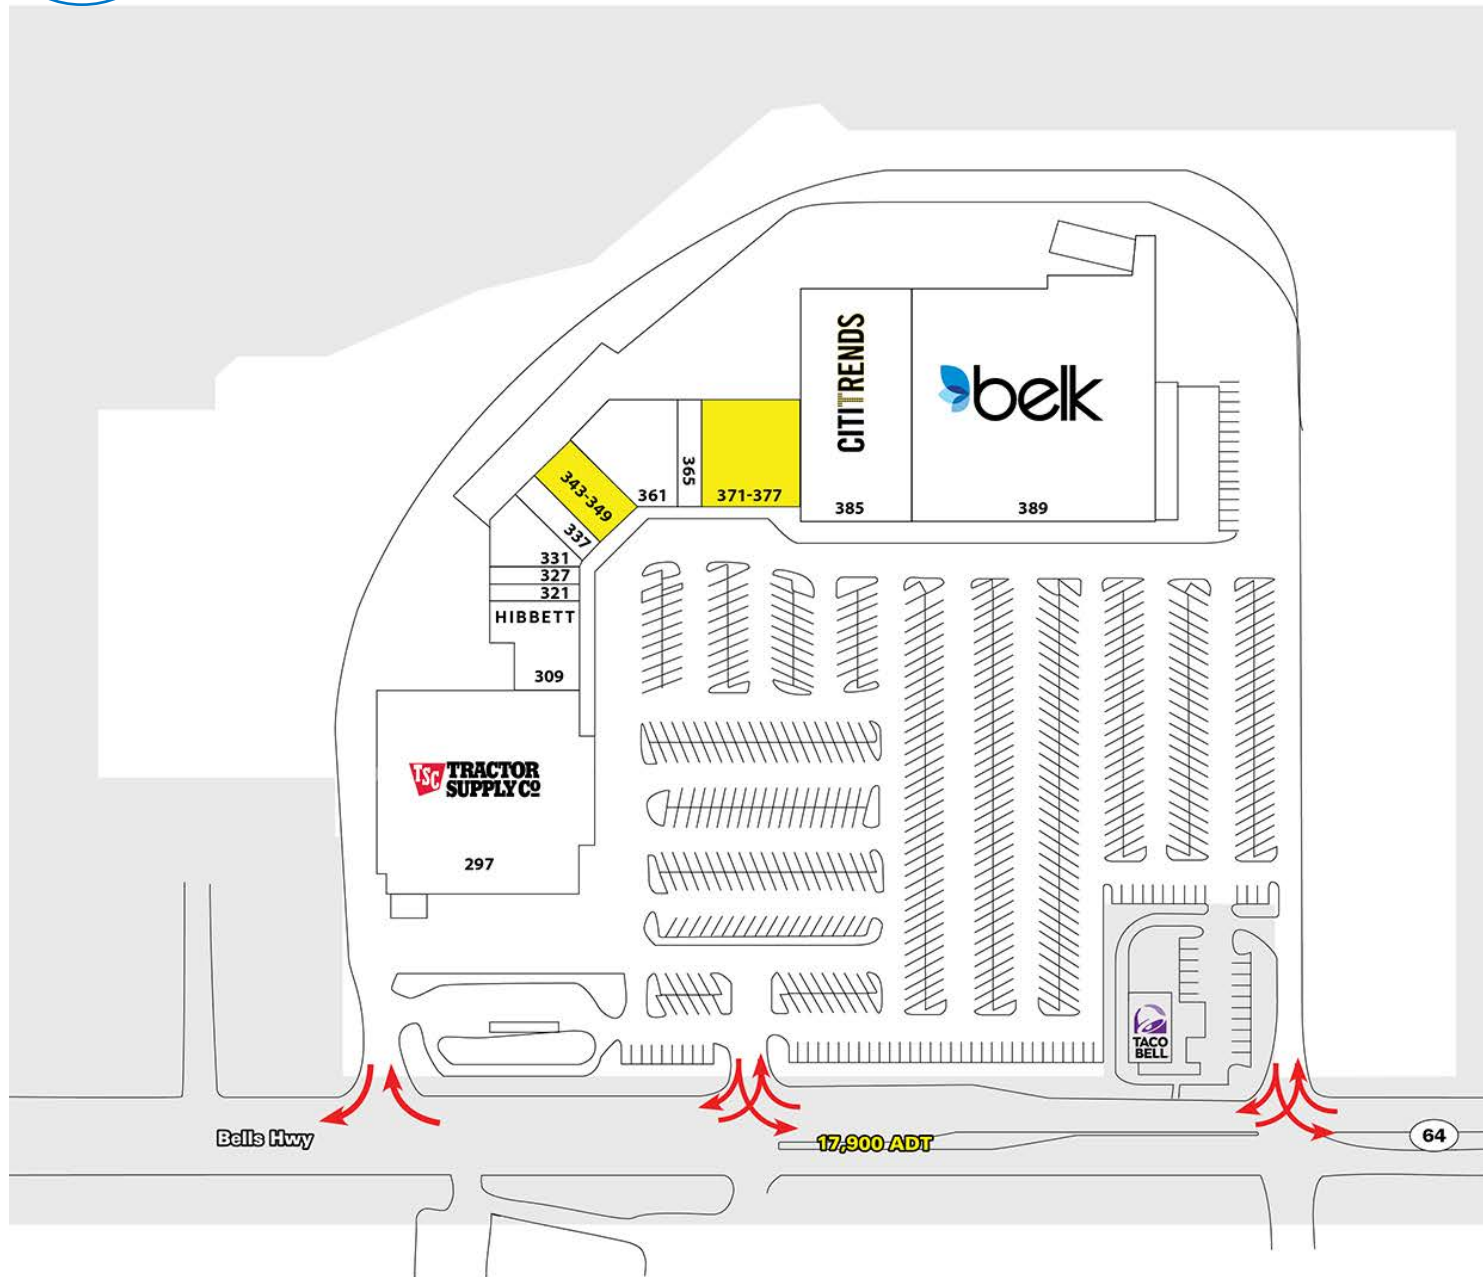 CITITRENDS
belk
385
389
343-349
361
365
371-377
337
331
327
321
HIBBETT
309
TSC TRACTOR
SUPPLY CO
297
TACO
BELL
Bells Hwy
17,900 ADT
64